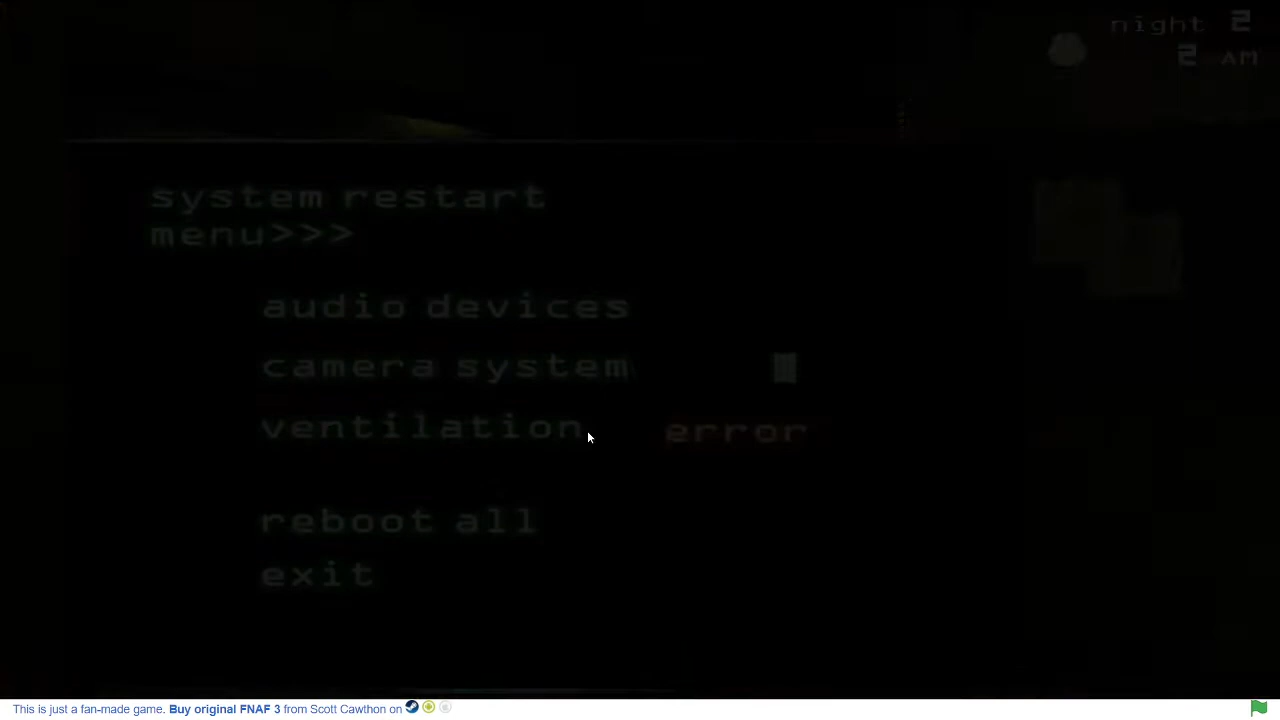 night 2
2 AM
system restart
menu>>>
audio devices
camera system
ventilation error
reboot all
exit
This is just a fan-made game. Buy original FNAF 3 from Scott Cawthon on